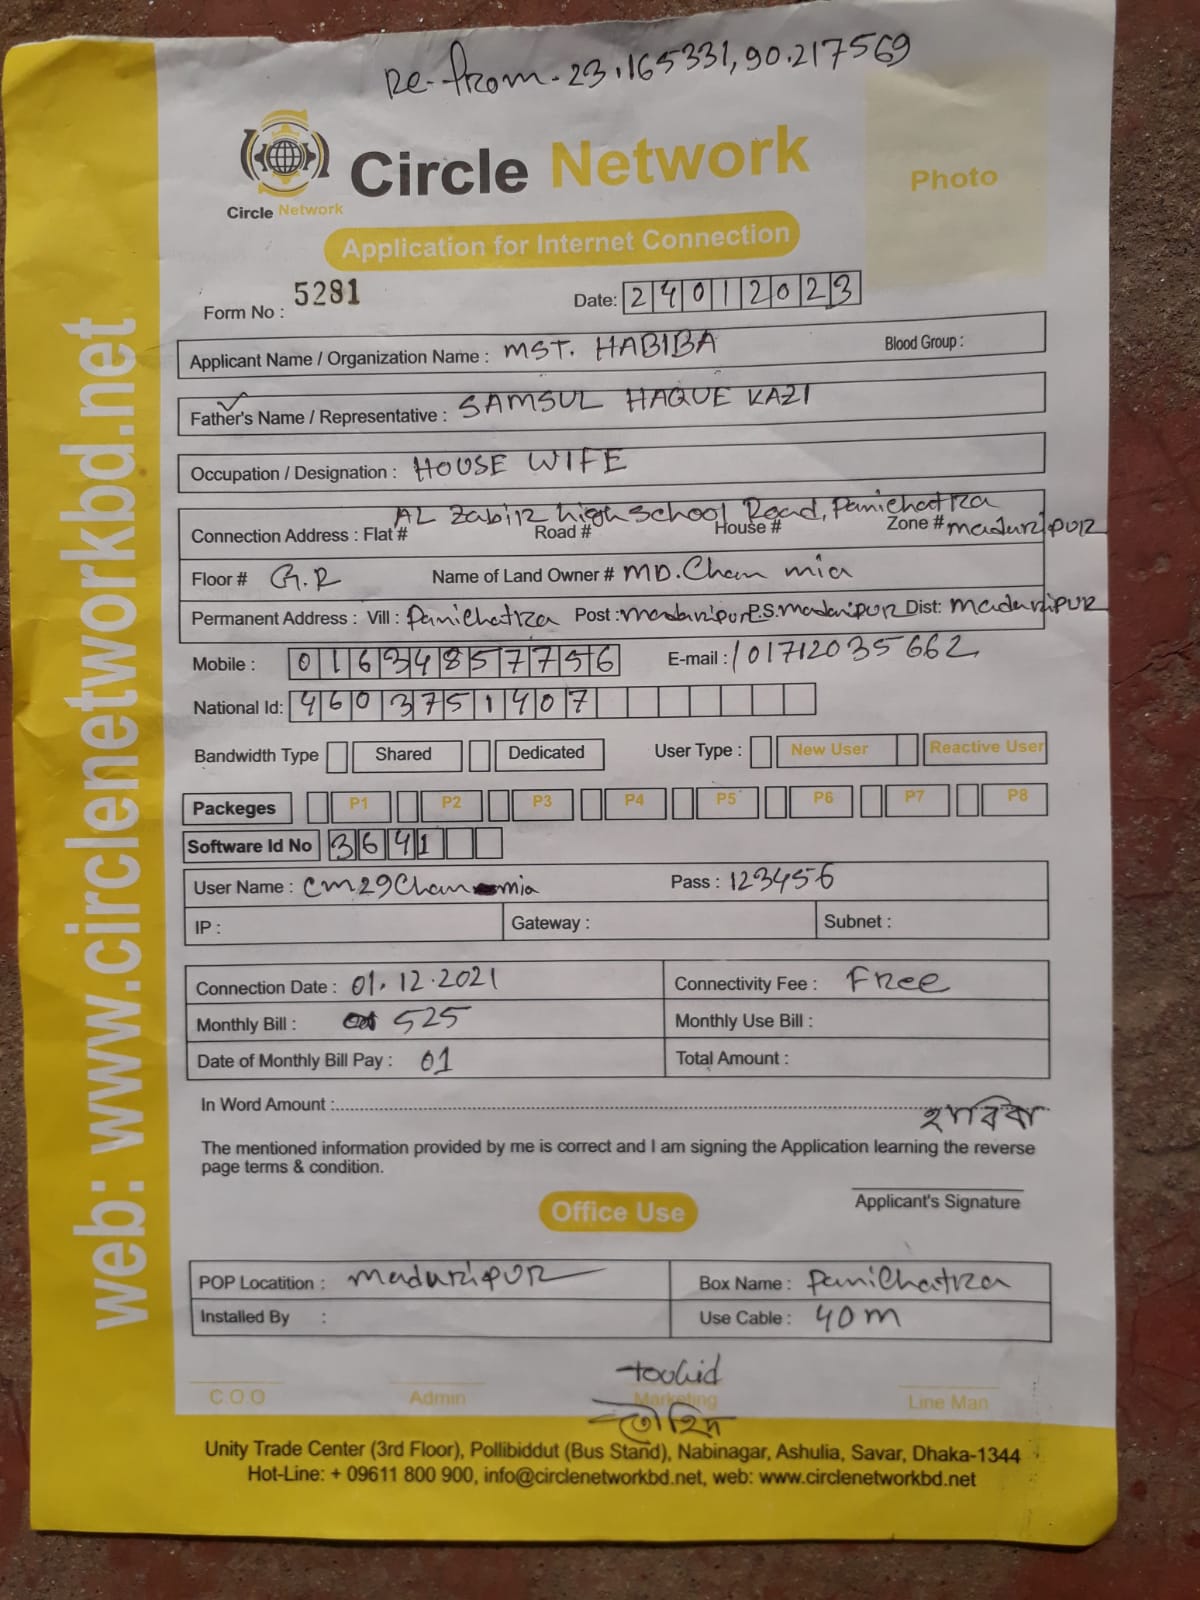 Re-from-23.165331,90.217569
Circle Network
Circle Network
Photo
Application for Internet Connection
Form No : 5281
Date: 24012023
Applicant Name / Organization Name : MST. HABIBA Blood Group :
Father's Name / Representative : SAMSUL HAQUE KAZI
Occupation / Designation : HOUSE WIFE
AL Zabir high School Road, Panichatra
Connection Address : Flat # Road # House # Zone # madaripur
Floor # G.R Name of Land Owner # MD. Chan mia
Permanent Address : Vill : Panichatra Post : madaripur P.S. madaripur Dist: madaripur
Mobile : 01634857756 E-mail : /01712035662
National Id: 4603751407
Bandwidth Type Shared Dedicated User Type : New User Reactive User
Packeges P1 P2 P3 P4 P5 P6 P7 P8
Software Id No 3641
User Name : cm29Chan mia Pass : 123456
IP : Gateway : Subnet :
Connection Date : 01.12.2021 Connectivity Fee : Free
Monthly Bill : 525 Monthly Use Bill :
Date of Monthly Bill Pay : 01 Total Amount :
In Word Amount :
হাবিবা
The mentioned information provided by me is correct and I am signing the Application learning the reverse
page terms & condition.
Applicant's Signature
Office Use
POP Locatition : madaripur Box Name : Panichatra
Installed By : Use Cable : 40m
touhid
C.O.O Admin Marketing Line Man
তৌহিদ
Unity Trade Center (3rd Floor), Pollibiddut (Bus Stand), Nabinagar, Ashulia, Savar, Dhaka-1344
Hot-Line: + 09611 800 900, info@circlenetworkbd.net, web: www.circlenetworkbd.net
web: www.circlenetworkbd.net